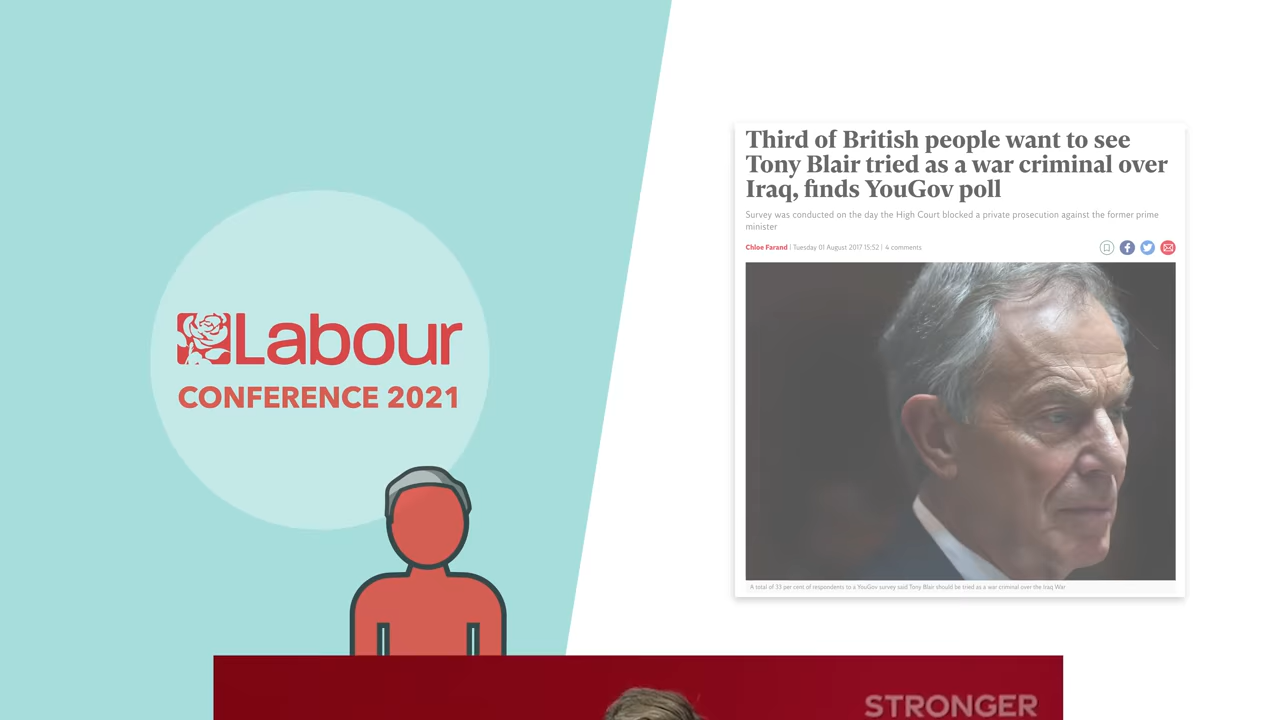 Labour
CONFERENCE 2021
Third of British people want to see
Tony Blair tried as a war criminal over
Iraq, finds YouGov poll
Survey was conducted on the day the High Court blocked a private prosecution against the former prime
minister
Chloe Farand | Tuesday 01 August 2017 15:52 | 4 comments
A total of 33 per cent of respondents to a YouGov survey said Tony Blair should be tried as a war criminal over the Iraq War
STRONGER